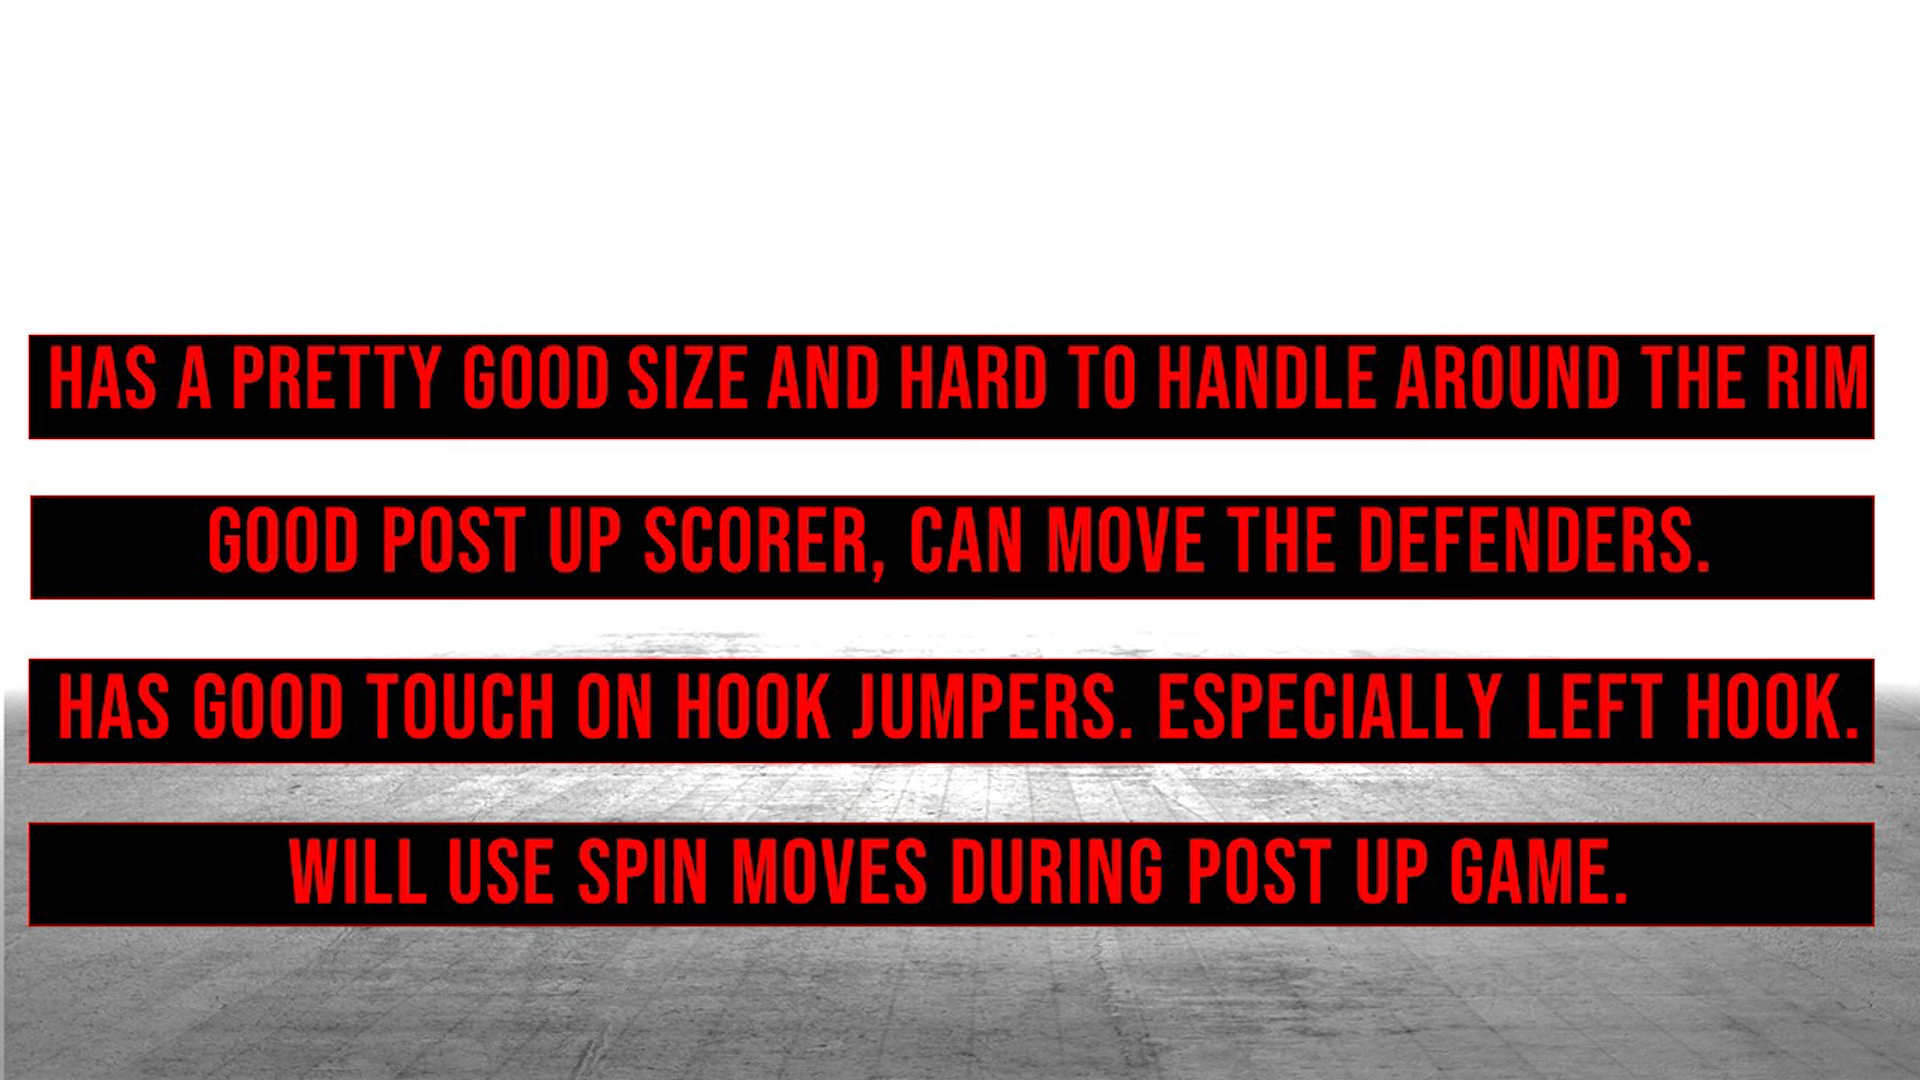 HAS A PRETTY GOOD SIZE AND HARD TO HANDLE AROUND THE RIM
GOOD POST UP SCORER, CAN MOVE THE DEFENDERS.
HAS GOOD TOUCH ON HOOK JUMPERS. ESPECIALLY LEFT HOOK.
WILL USE SPIN MOVES DURING POST UP GAME.